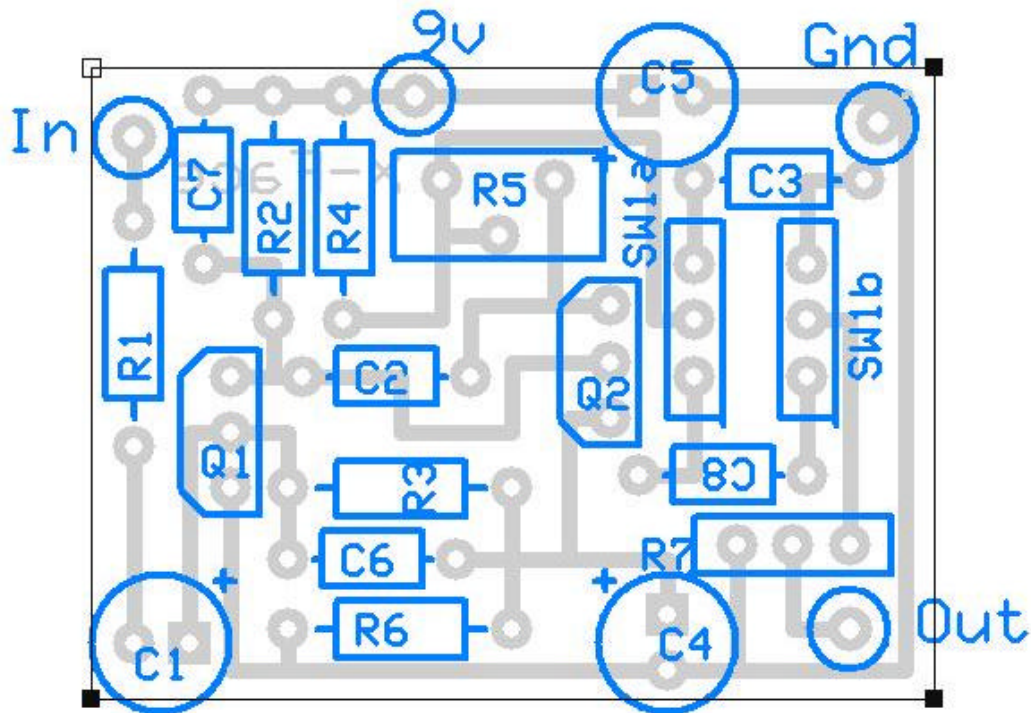 9v
Gnd
C5
In
C7
R2
R4
R5
+
SW1a
C3
R1
C2
Q2
SW1b
Q1
R3
C8
C6
R7
+
+
R6
C1
C4
Out